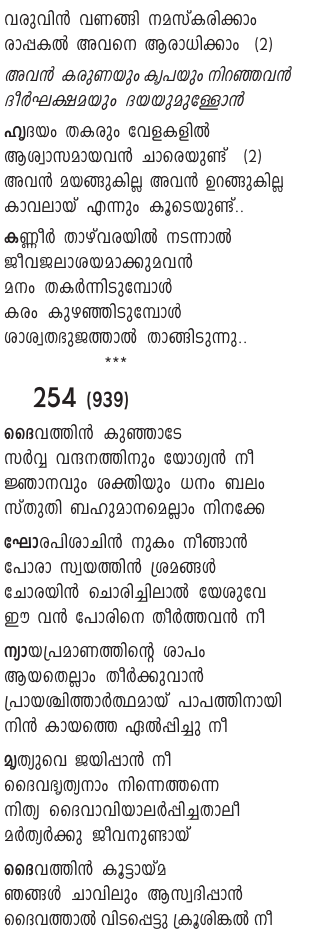 വരുവിൻ വണങ്ങി നമസ്കരിക്കാം
രാപ്പകൽ അവനെ ആരാധിക്കാം (2)
അവൻ കരുണയും കൃപയും നിറഞ്ഞവൻ
ദീർഘക്ഷമയും ദയയുമുള്ളോൻ
ഹൃദയം തകരും വേളകളിൽ
ആശ്വാസമായവൻ ചാരെയുണ്ട് (2)
അവൻ മയങ്ങുകില്ല അവൻ ഉറങ്ങുകില്ല
കാവലായ് എന്നും കൂടെയുണ്ട്..
കണ്ണീർ താഴ്‌വരയിൽ നടന്നാൽ
ജീവജലാശയമാക്കുമവൻ
മനം തകർന്നിടുമ്പോൾ
കരം കുഴഞ്ഞിടുമ്പോൾ
ശാശ്വതഭുജത്താൽ താങ്ങിടുന്നു..
***
254 (939)
ദൈവത്തിൻ കുഞ്ഞാടേ
സർവ്വ വന്ദനത്തിനും യോഗ്യൻ നീ
ജ്ഞാനവും ശക്തിയും ധനം ബലം
സ്തുതി ബഹുമാനമെല്ലാം നിനക്കേ
ഘോരപിശാചിൻ നുകം നീങ്ങാൻ
പോരാ സ്വയത്തിൻ ശ്രമങ്ങൾ
ചോരയിൻ ചൊരിച്ചിലാൽ യേശുവേ
ഈ വൻ പോരിനെ തീർത്തവൻ നീ
ന്യായപ്രമാണത്തിന്റെ ശാപം
ആയതെല്ലാം തീർക്കുവാൻ
പ്രായശ്ചിത്താർത്ഥമായ് പാപത്തിനായി
നിൻ കായത്തെ ഏൽപ്പിച്ചു നീ
മൃത്യുവെ ജയിപ്പാൻ നീ
ദൈവഭൃത്യനാം നിന്നെത്തന്നെ
നിത്യ ദൈവാവിയാലർപ്പിച്ചതാലീ
മർത്യർക്കു ജീവനുണ്ടായ്
ദൈവത്തിൻ കൂട്ടായ്മ
ഞങ്ങൾ ചാവിലും ആസ്വദിപ്പാൻ
ദൈവത്താൽ വിടപ്പെട്ടു ക്രൂശിങ്കൽ നീ